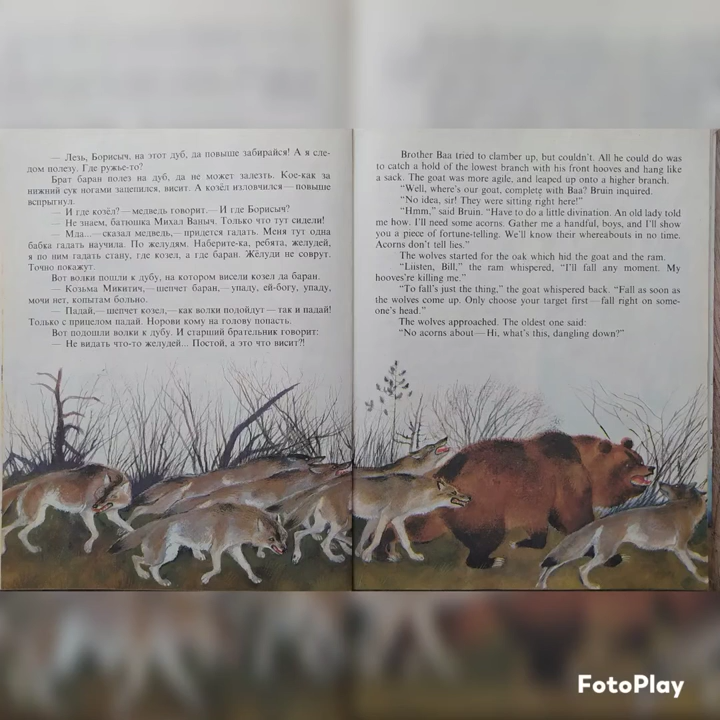 — Лезь, Борисыч, на этот дуб, да повыше забирайся! А я сле-
дом полезу. Где ружье-то?
Брат баран полез на дуб, да не может залезть. Кое-как за
нижний сук ногами зацепился, висит. А козёл изловчился — повыше
вспрыгнул.
— И где козёл? — медведь говорит. — И где Борисыч?
— Не знаем, батюшка Михал Ваныч. Только что тут сидели!
— Мда... — сказал медведь, — придется гадать. Меня тут одна
бабка гадать научила. По желудям. Наберите-ка, ребята, желудей,
я по ним гадать стану, где козел, а где баран. Жёлуди не соврут.
Точно покажут.
Вот волки пошли к дубу, на котором висели козел да баран.
— Козьма Микитич, — шепчет баран, — упаду, ей-богу, упаду,
мочи нет, копытам больно.
— Падай, — шепчет козел, — как волки подойдут — так и падай!
Только с прицелом падай. Норови кому на голову попасть.
Вот подошли волки к дубу. И старший брательник говорит:
— Не видать что-то желудей... Постой, а это что висит?!
Brother Baa tried to clamber up, but couldn't. All he could do was
to catch a hold of the lowest branch with his front hooves and hang like
a sack. The goat was more agile, and leaped up onto a higher branch.
"Well, where's our goat, complete with Baa? Bruin inquired.
"No idea, sir! They were sitting right here!"
"Hmm," said Bruin. "Have to do a little divination. An old lady told
me how. I'll need some acorns. Gather me a handful, boys, and I'll show
you a piece of fortune-telling. We'll know their whereabouts in no time.
Acorns don't tell lies."
The wolves started for the oak which hid the goat and the ram.
"Liisten, Bill," the ram whispered, "I'll fall any moment. My
hooves're killing me."
"To fall's just the thing," the goat whispered back. "Fall as soon as
the wolves come up. Only choose your target first — fall right on some-
one's head."
The wolves approached. The oldest one said:
"No acorns about — Hi, what's this, dangling down?"
FotoPlay